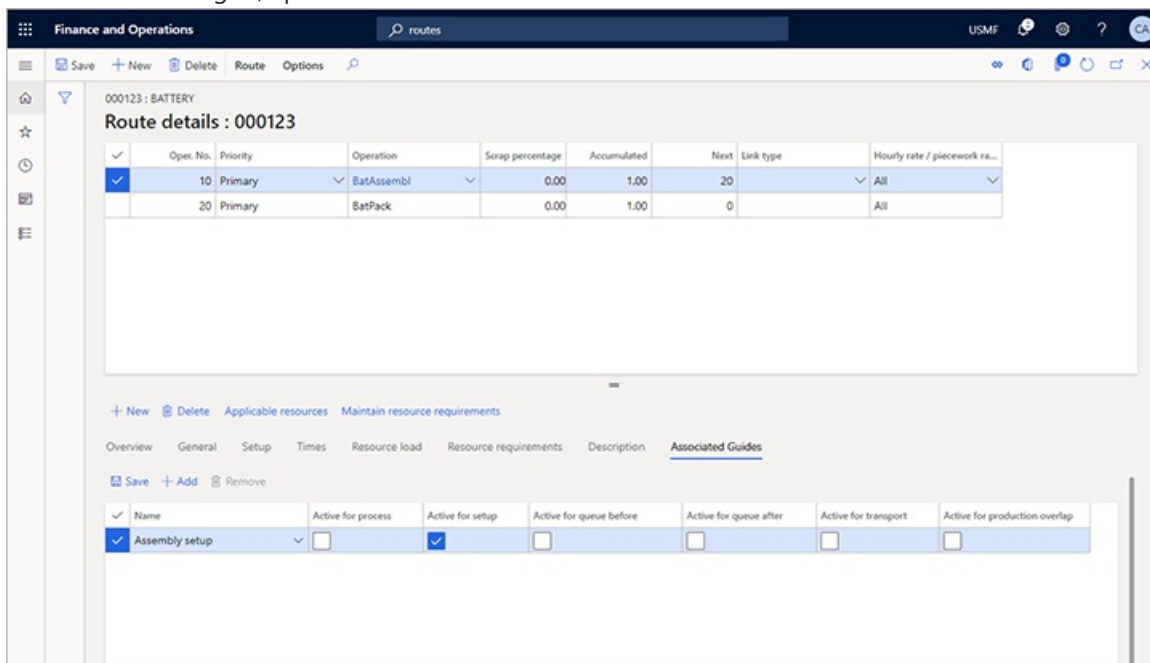 Finance and Operations routes USMF ? CA
Save New Delete Route Options
000123 : BATTERY
Route details : 000123
Oper. No. Priority Operation Scrap percentage Accumulated Next Link type Hourly rate / piecework ra...
10 Primary BatAssembl 0.00 1.00 20 All
20 Primary BatPack 0.00 1.00 0 All
New Delete Applicable resources Maintain resource requirements
Overview General Setup Times Resource load Resource requirements Description Associated Guides
Save Add Remove
Name Active for process Active for setup Active for queue before Active for queue after Active for transport Active for production overlap
Assembly setup